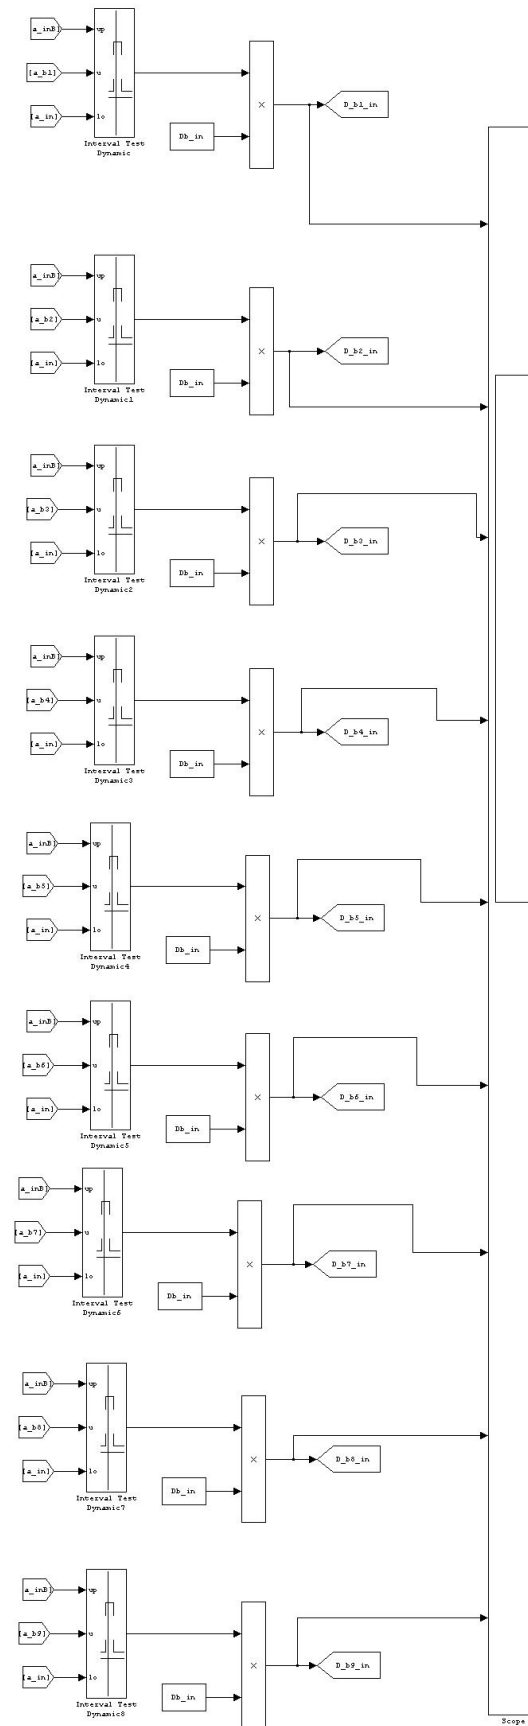 a_inB]
up
[a_b1]
u
[a_in]
lo
Interval Test
Dynamic
Db_in
×
D_b1_in
a_inB]
up
[a_b2]
u
[a_in]
lo
Interval Test
Dynamic1
Db_in
×
D_b2_in
a_inB]
up
[a_b3]
u
[a_in]
lo
Interval Test
Dynamic2
Db_in
×
D_b3_in
a_inB]
up
[a_b4]
u
[a_in]
lo
Interval Test
Dynamic3
Db_in
×
D_b4_in
a_inB]
up
[a_b5]
u
[a_in]
lo
Interval Test
Dynamic4
Db_in
×
D_b5_in
a_inB]
up
[a_b6]
u
[a_in]
lo
Interval Test
Dynamic5
Db_in
×
D_b6_in
a_inB]
up
[a_b7]
u
[a_in]
lo
Interval Test
Dynamic6
Db_in
×
D_b7_in
a_inB]
up
[a_b8]
u
[a_in]
lo
Interval Test
Dynamic7
Db_in
×
D_b8_in
a_inB]
up
[a_b9]
u
[a_in]
lo
Interval Test
Dynamic8
Db_in
×
D_b9_in
Scope